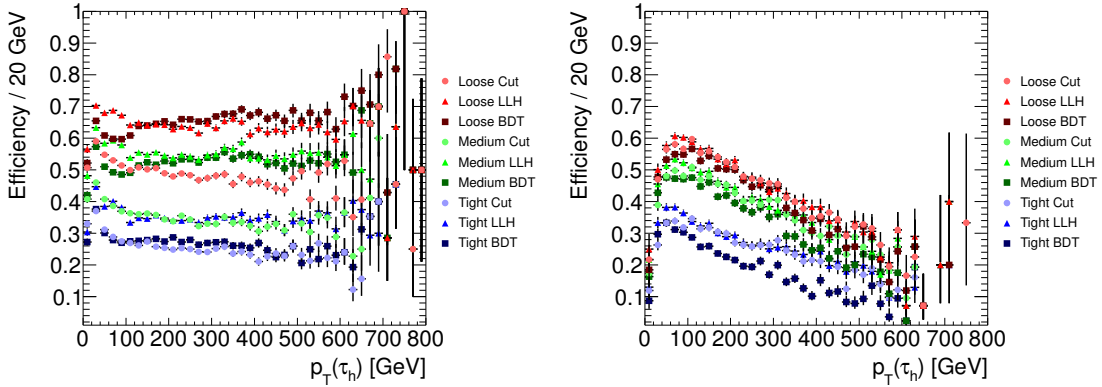 Efficiency / 20 GeV
1
0.9
0.8
0.7
0.6
0.5
0.4
0.3
0.2
0.1
0 100 200 300 400 500 600 700 800
p_T(τ_h) [GeV]
Loose Cut
Loose LLH
Loose BDT
Medium Cut
Medium LLH
Medium BDT
Tight Cut
Tight LLH
Tight BDT
Efficiency / 20 GeV
1
0.9
0.8
0.7
0.6
0.5
0.4
0.3
0.2
0.1
0 100 200 300 400 500 600 700 800
p_T(τ_h) [GeV]
Loose Cut
Loose LLH
Loose BDT
Medium Cut
Medium LLH
Medium BDT
Tight Cut
Tight LLH
Tight BDT